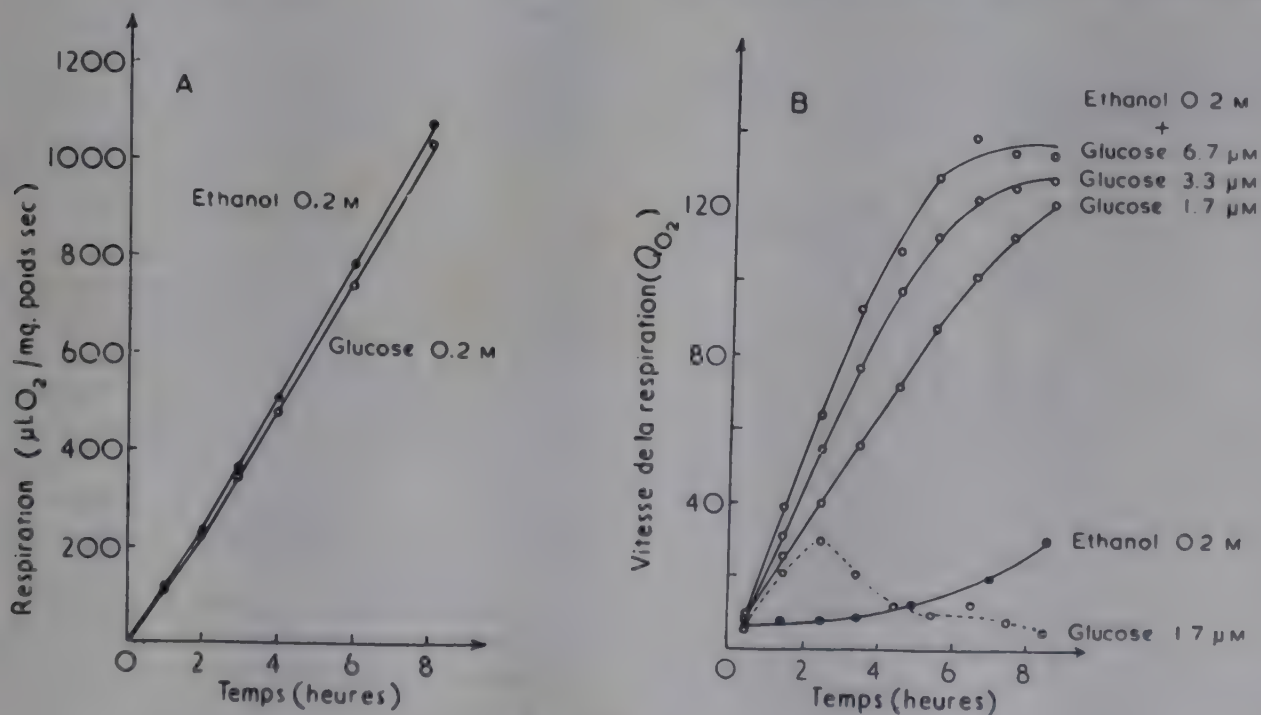 A
Respiration (µLO₂/mg. poids sec)
1200
1000
800
600
400
200
0
2
4
6
8
Temps (heures)
Ethanol 0.2 M
Glucose 0.2 M
B
Vitesse de la respiration (QO₂)
120
80
40
0
2
4
6
8
Temps (heures)
Ethanol 0 2 M
+
Glucose 6.7 µM
Glucose 3.3 µM
Glucose 1.7 µM
Ethanol 0 2 M
Glucose 1 7 µM